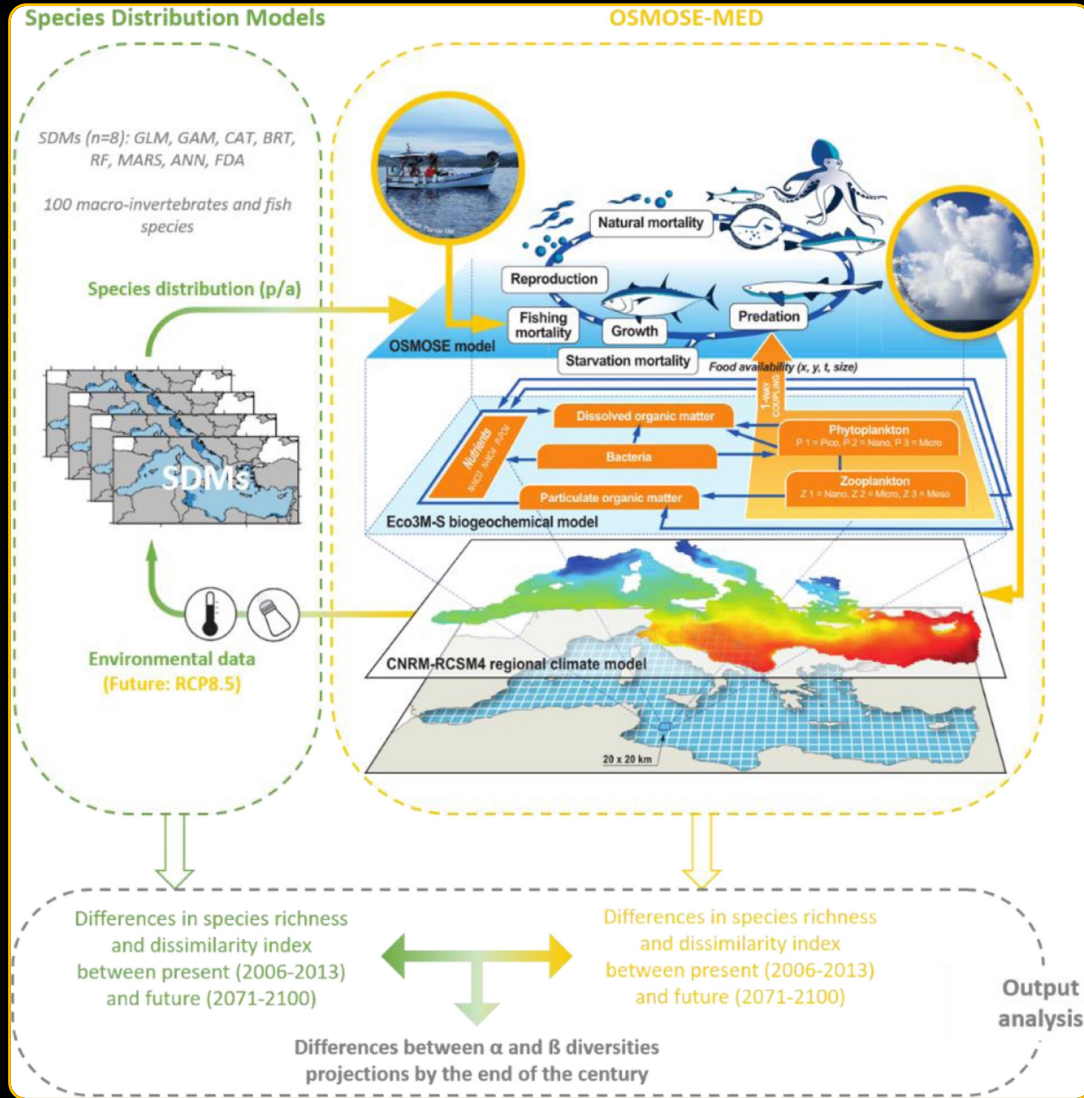 Species Distribution Models
OSMOSE-MED
SDMs (n=8): GLM, GAM, CAT, BRT,
RF, MARS, ANN, FDA
100 macro-invertebrates and fish
species
Species distribution (p/a)
SDMs
Environmental data
(Future: RCP8.5)
Natural mortality
Reproduction
Fishing
mortality
Growth
Predation
OSMOSE model
Starvation mortality
Food availability (x, y, t, size)
1-WAY
COUPLING
Dissolved organic matter
Nutrients
N-NO3 N-NO4 P-PO4
Bacteria
Particulate organic matter
Phytoplankton
P 1 = Pico, P 2 = Nano, P 3 = Micro
Zooplankton
Z 1 = Nano, Z 2 = Micro, Z 3 = Meso
Eco3M-S biogeochemical model
CNRM-RCSM4 regional climate model
20 x 20 km
Differences in species richness
and dissimilarity index
between present (2006-2013)
and future (2071-2100)
Differences in species richness
and dissimilarity index
between present (2006-2013)
and future (2071-2100)
Output
analysis
Differences between α and ß diversities
projections by the end of the century